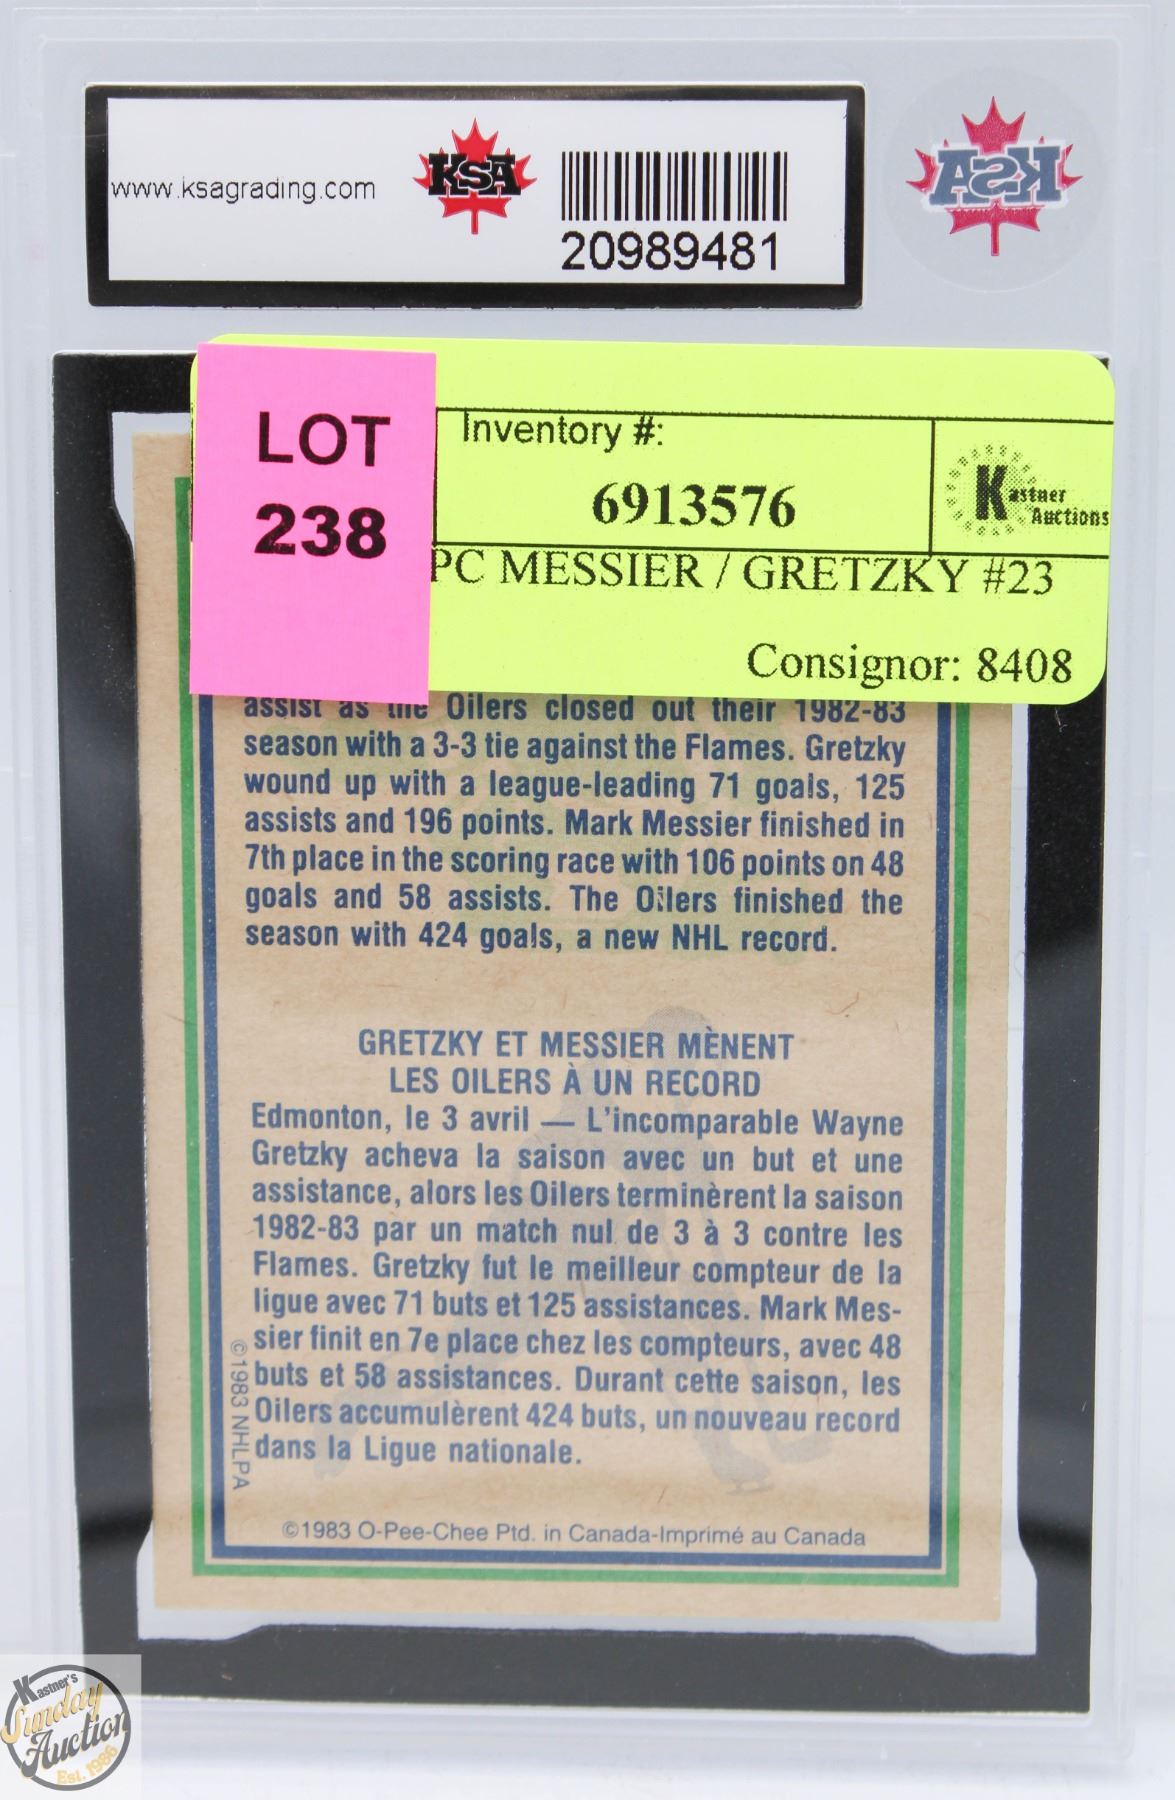 www.ksagrading.com
KSA
20989481
KSA
LOT
238
Inventory #:
6913576
Kastner
Auctions
PC MESSIER / GRETZKY #23
Consignor: 8408
assist as the Oilers closed out their 1982-83
season with a 3-3 tie against the Flames. Gretzky
wound up with a league-leading 71 goals, 125
assists and 196 points. Mark Messier finished in
7th place in the scoring race with 106 points on 48
goals and 58 assists. The Oilers finished the
season with 424 goals, a new NHL record.
GRETZKY ET MESSIER MÈNENT
LES OILERS À UN RECORD
Edmonton, le 3 avril — L'incomparable Wayne
Gretzky acheva la saison avec un but et une
assistance, alors les Oilers terminèrent la saison
1982-83 par un match nul de 3 à 3 contre les
Flames. Gretzky fut le meilleur compteur de la
ligue avec 71 buts et 125 assistances. Mark Mes-
sier finit en 7e place chez les compteurs, avec 48
buts et 58 assistances. Durant cette saison, les
Oilers accumulèrent 424 buts, un nouveau record
dans la Ligue nationale.
©1983 NHLPA
©1983 O-Pee-Chee Ptd. in Canada-Imprimé au Canada
Kastner's
Sunday
Auction
Est. 1986